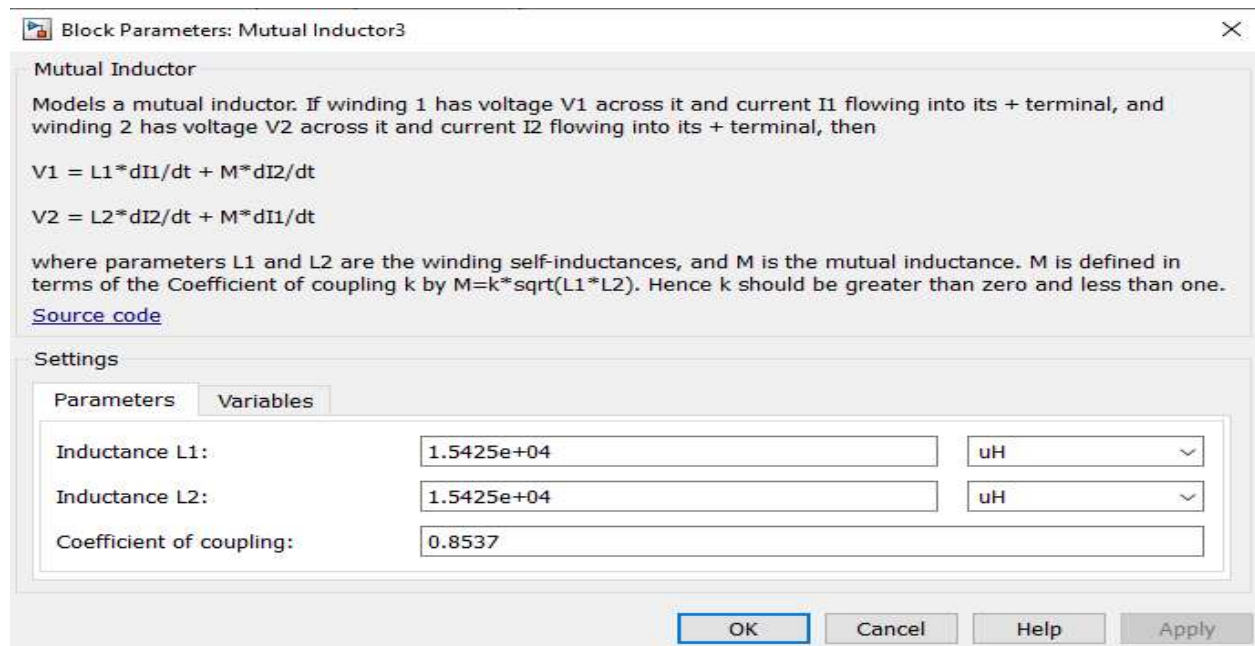 Block Parameters: Mutual Inductor3
Mutual Inductor
Models a mutual inductor. If winding 1 has voltage V1 across it and current I1 flowing into its + terminal, and
winding 2 has voltage V2 across it and current I2 flowing into its + terminal, then
V1 = L1*dI1/dt + M*dI2/dt
V2 = L2*dI2/dt + M*dI1/dt
where parameters L1 and L2 are the winding self-inductances, and M is the mutual inductance. M is defined in
terms of the Coefficient of coupling k by M=k*sqrt(L1*L2). Hence k should be greater than zero and less than one.
Source code
Settings
Parameters Variables
Inductance L1: 1.5425e+04 uH
Inductance L2: 1.5425e+04 uH
Coefficient of coupling: 0.8537
OK Cancel Help Apply